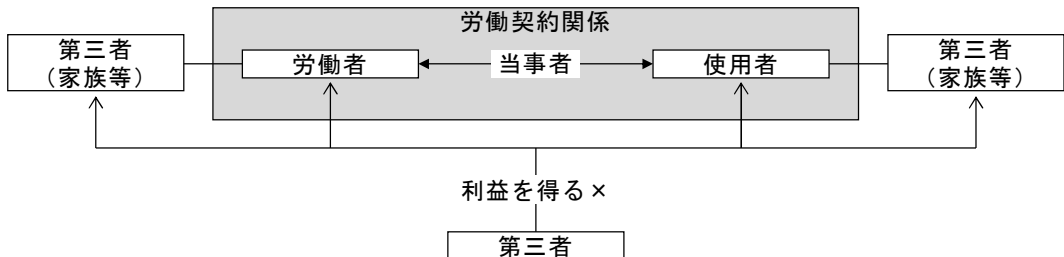 労働契約関係
第三者
（家族等）
労働者
当事者
使用者
第三者
（家族等）
利益を得る×
第三者